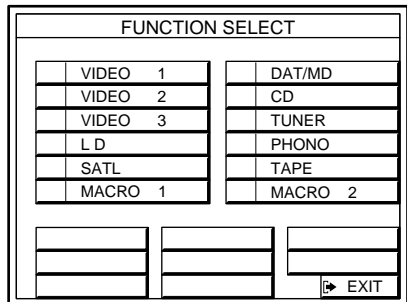 FUNCTION SELECT
VIDEO 1
VIDEO 2
VIDEO 3
L D
SATL
MACRO 1
DAT/MD
CD
TUNER
PHONO
TAPE
MACRO 2
EXIT